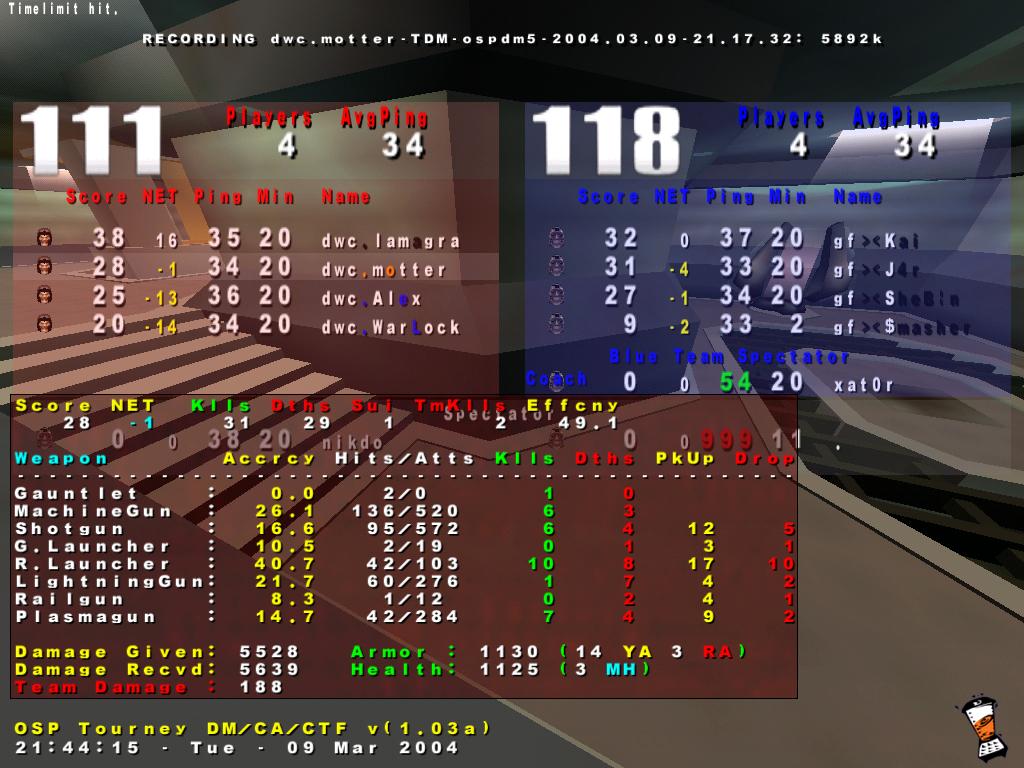 Timelimit hit.
RECORDING dwc.motter-TDM-ospdm5-2004.03.09-21.17.32: 5892k
111 Players AvgPing 4 34
118 Players AvgPing 4 34
Score NET Ping Min Name
38 16 35 20 dwc.lamagra
28 -1 34 20 dwc.motter
25 -13 36 20 dwc.Alex
20 -14 34 20 dwc.WarLock
Score NET Ping Min Name
32 0 37 20 gf><Kai
31 -4 33 20 gf><J4r
27 -1 34 20 gf><SheBin
9 -2 33 2 gf><$masher
Blue Team Spectator
Coach 0 0 54 20 xat0r
Spectator
0 0 38 20 nikdo 0 0 999 11 .
Score NET Klls Dths Sui TmKlls Effcny
28 -1 31 29 1 2 49.1
Weapon Accrcy Hits/Atts Klls Dths PkUp Drop
Gauntlet : 0.0 2/0 1 0
MachineGun : 26.1 136/520 6 3
Shotgun : 16.6 95/572 6 4 12 5
G.Launcher : 10.5 2/19 0 1 3 1
R.Launcher : 40.7 42/103 10 8 17 10
LightningGun: 21.7 60/276 1 7 4 2
Railgun : 8.3 1/12 0 2 4 1
Plasmagun : 14.7 42/284 7 4 9 2
Damage Given: 5528 Armor : 1130 (14 YA 3 RA)
Damage Recvd: 5639 Health: 1125 (3 MH)
Team Damage : 188
OSP Tourney DM/CA/CTF v(1.03a)
21:44:15 - Tue - 09 Mar 2004